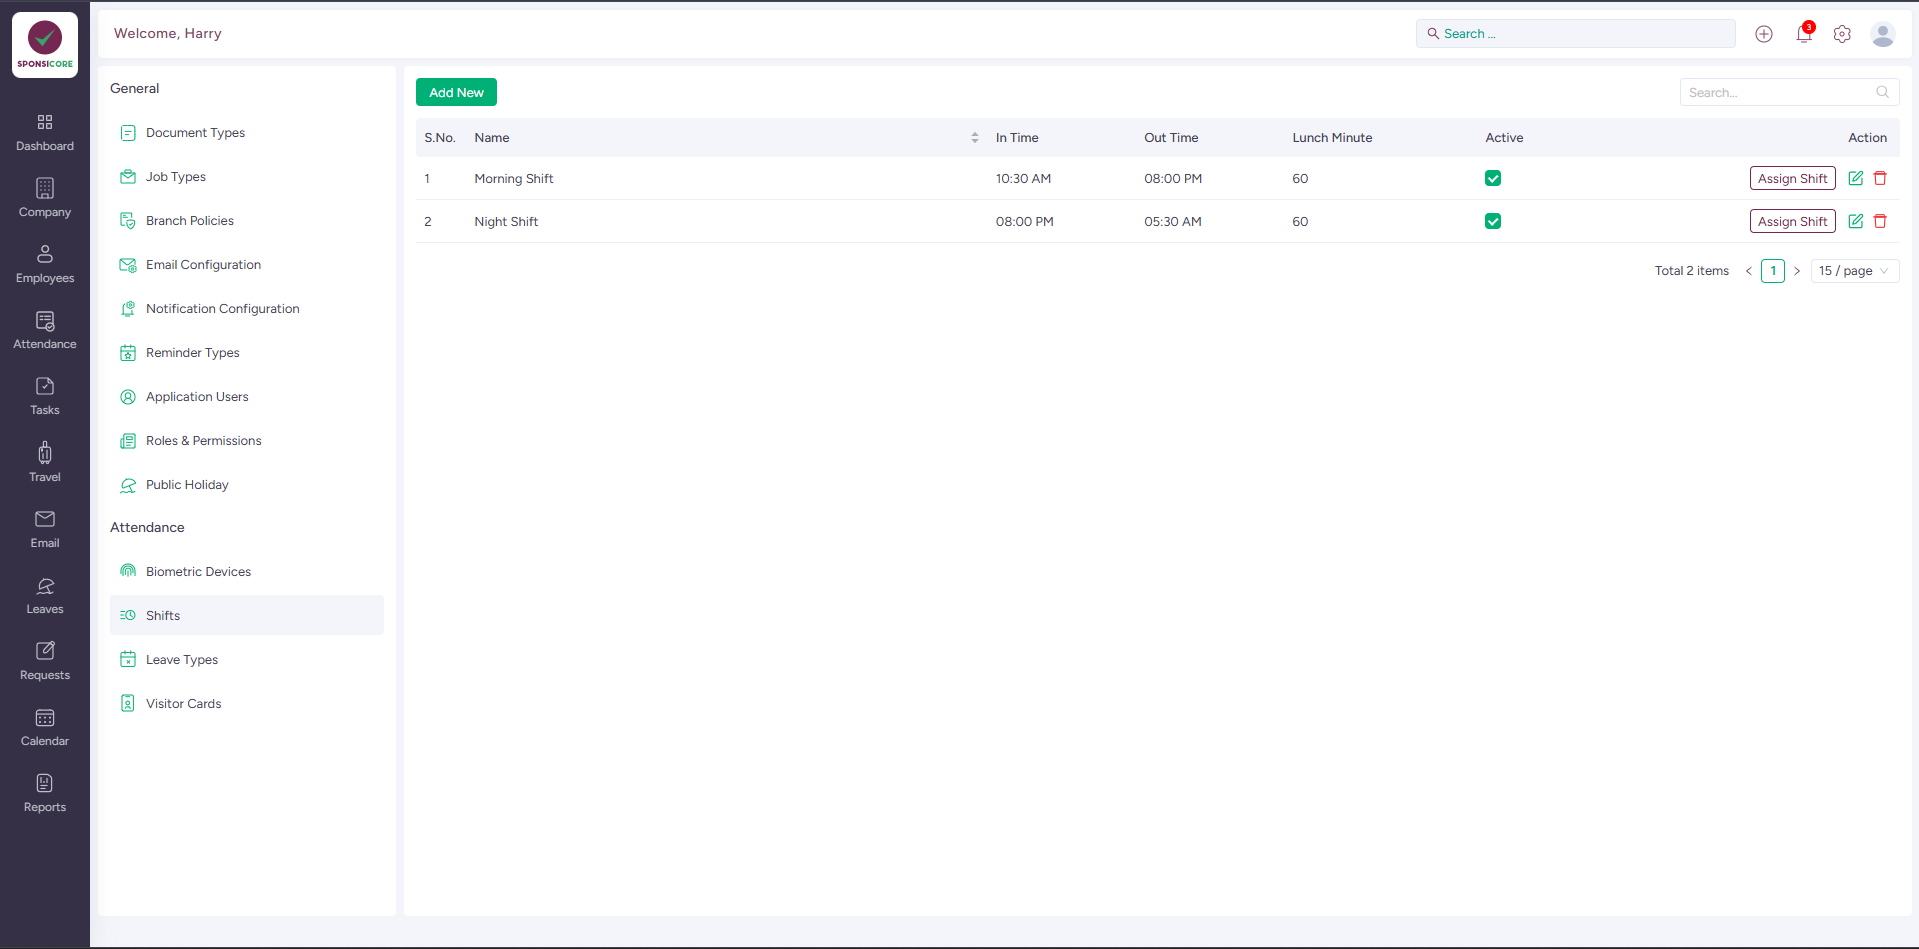 SPONSICORE
Dashboard
Company
Employees
Attendance
Tasks
Travel
Email
Leaves
Requests
Calendar
Reports
Welcome, Harry
Search ...
3
General
Document Types
Job Types
Branch Policies
Email Configuration
Notification Configuration
Reminder Types
Application Users
Roles & Permissions
Public Holiday
Attendance
Biometric Devices
Shifts
Leave Types
Visitor Cards
Add New
Search...
S.No. Name In Time Out Time Lunch Minute Active Action
1 Morning Shift 10:30 AM 08:00 PM 60 Assign Shift
2 Night Shift 08:00 PM 05:30 AM 60 Assign Shift
Total 2 items < 1 > 15 / page